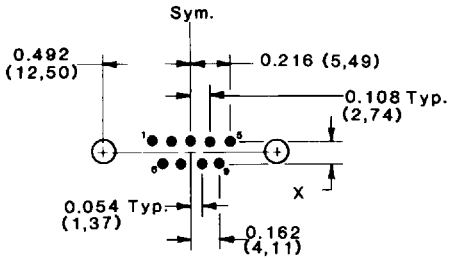 Sym.
0.492
(12,50)
0.216 (5,49)
0.108 Typ.
(2,74)
1
5
6
9
X
0.054 Typ.
(1,37)
0.162
(4,11)